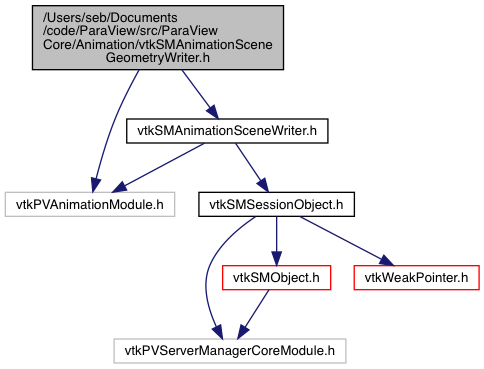 /Users/seb/Documents
/code/ParaView/src/ParaView
Core/Animation/vtkSMAnimationScene
GeometryWriter.h
vtkSMAnimationSceneWriter.h
vtkPVAnimationModule.h
vtkSMSessionObject.h
vtkSMObject.h
vtkWeakPointer.h
vtkPVServerManagerCoreModule.h